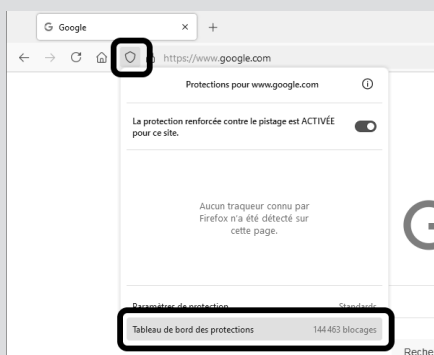 Google
https://www.google.com
Protections pour www.google.com
La protection renforcée contre le pistage est ACTIVÉE
pour ce site.
Aucun traqueur connu par
Firefox n'a été détecté sur
cette page.
Paramètres de protection Standards
Tableau de bord des protections 144 463 blocages
G
Reche